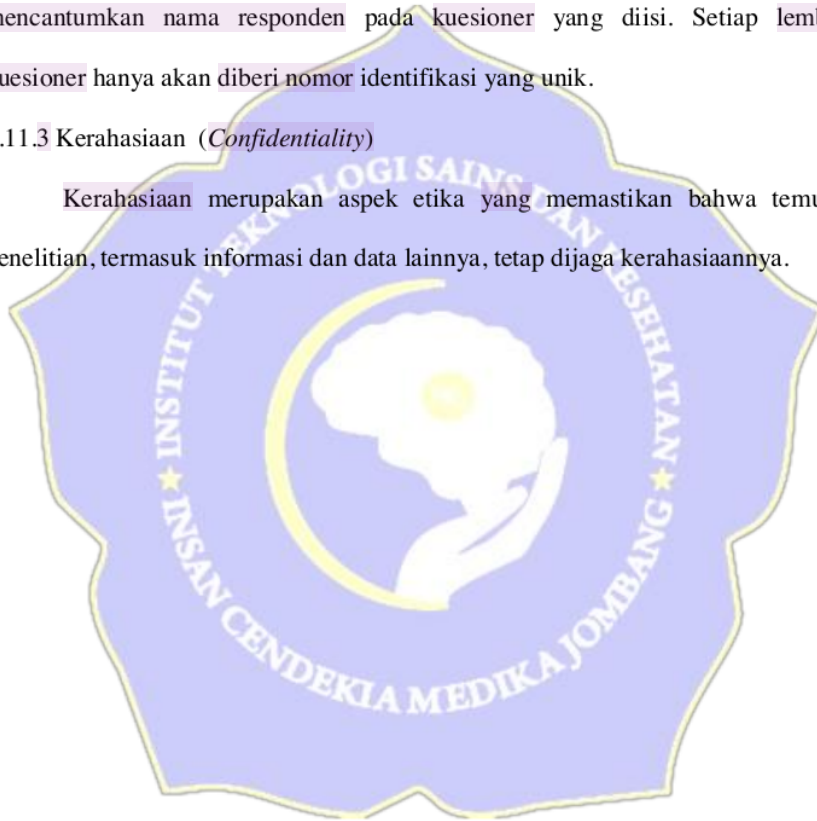 mencantumkan nama responden pada kuesioner yang diisi. Setiap lemb
uesioner hanya akan diberi nomor identifikasi yang unik.
.11.3 Kerahasiaan (Confidentiality)
Kerahasiaan merupakan aspek etika yang memastikan bahwa temu
enelitian, termasuk informasi dan data lainnya, tetap dijaga kerahasiaannya.
INSTITUT TEKNOLOGI SAINS DAN KESEHATAN
INSAN CENDEKIA MEDIKA JOMBANG